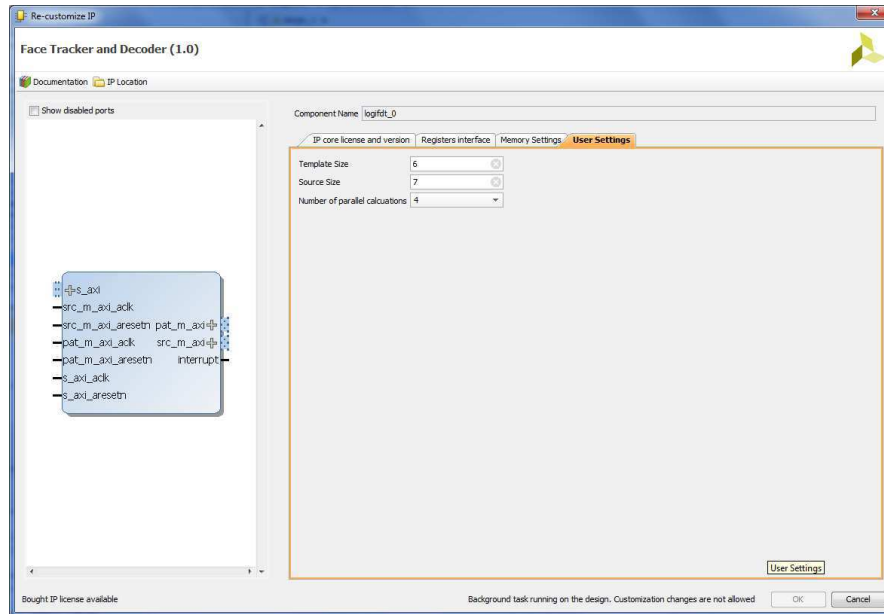 Re-customize IP
Face Tracker and Decoder (1.0)
Documentation IP Location
Show disabled ports
Component Name logifdt_0
IP core license and version Registers interface Memory Settings User Settings
Template Size 6
Source Size 7
Number of parallel calcuations 4
s_axi
src_m_axi_aclk
src_m_axi_aresetn pat_m_axi
pat_m_axi_aclk src_m_axi
pat_m_axi_aresetn interrupt
s_axi_aclk
s_axi_aresetn
User Settings
Bought IP license available Background task running on the design. Customization changes are not allowed OK Cancel